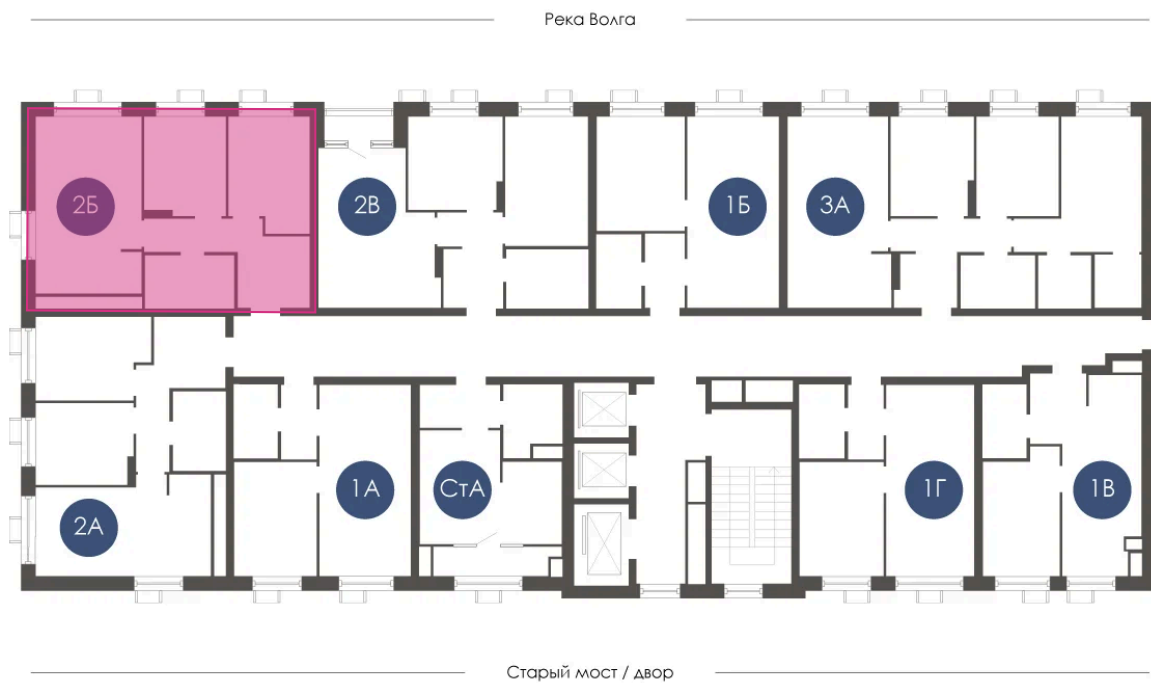 Река Волга
2Б
2В
1Б
3А
2А
1А
СтА
1Г
1В
Старый мост / двор